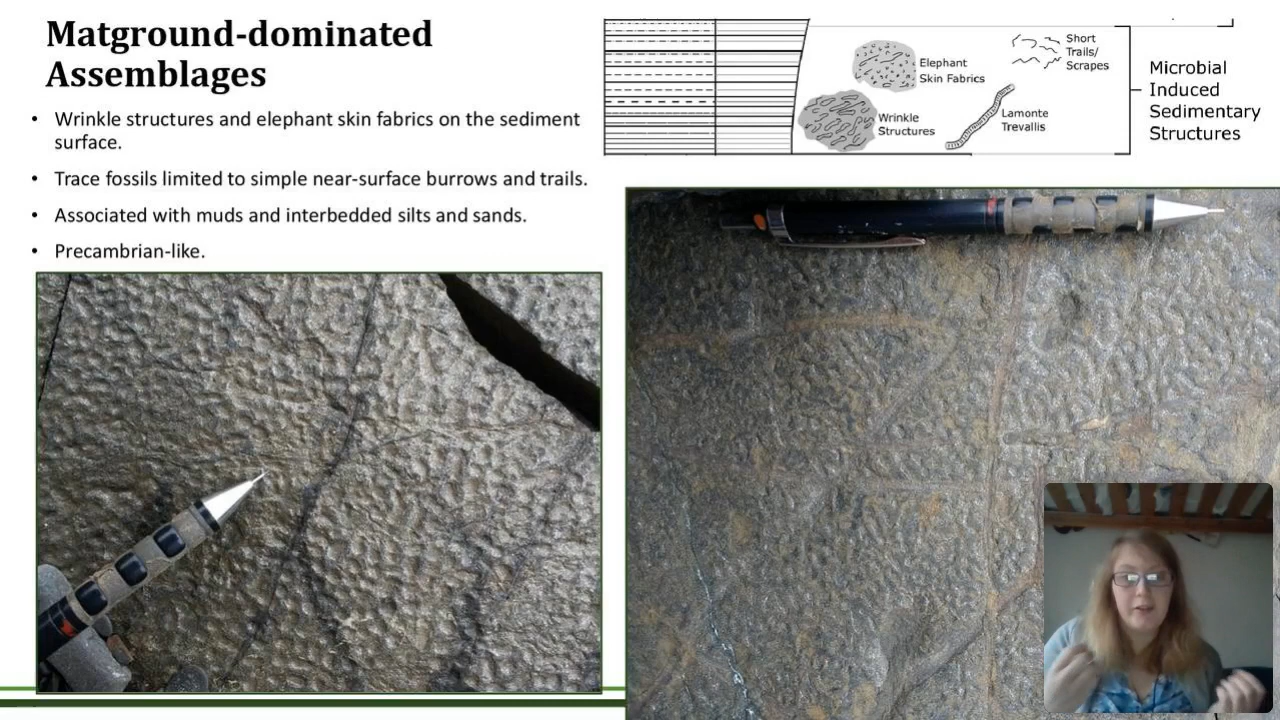 Matground-dominated
Assemblages
• Wrinkle structures and elephant skin fabrics on the sediment
surface.
• Trace fossils limited to simple near-surface burrows and trails.
• Associated with muds and interbedded silts and sands.
• Precambrian-like.
Elephant
Skin Fabrics
Short
Trails/
Scrapes
Wrinkle
Structures
Lamonte
Trevallis
Microbial
Induced
Sedimentary
Structures